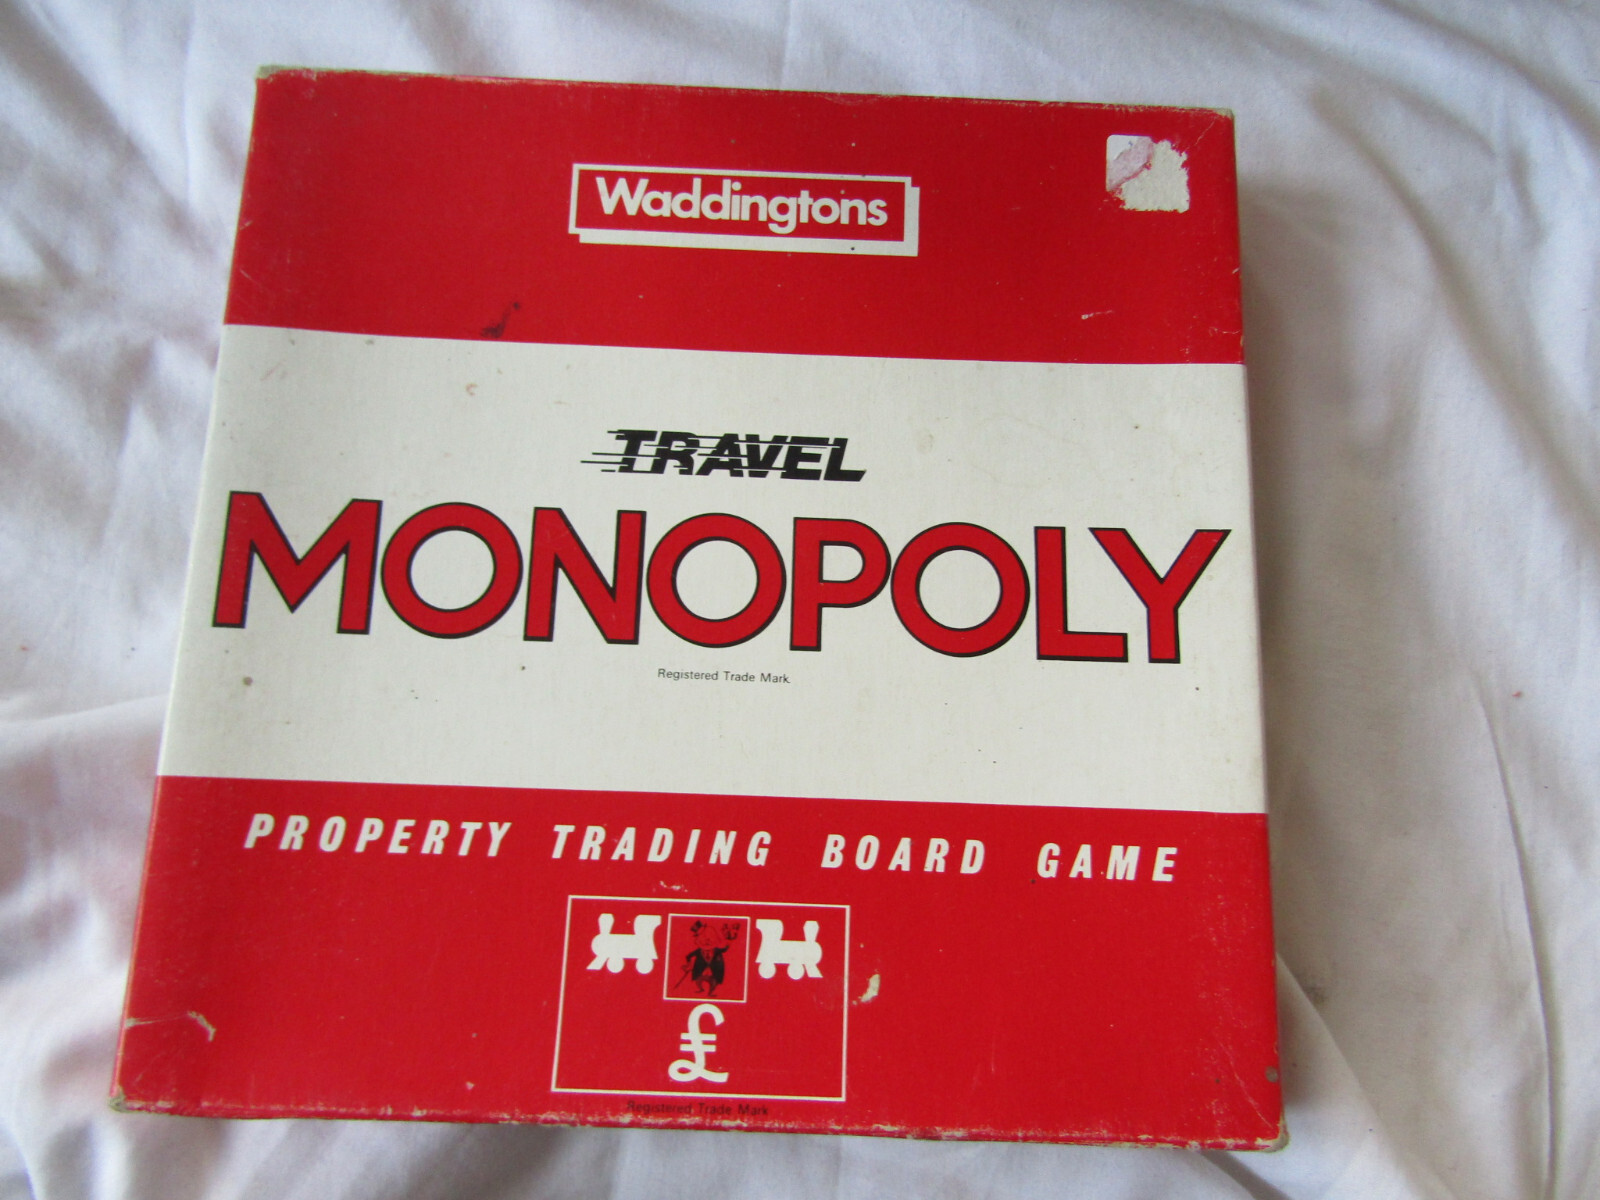 Waddingtons
TRAVEL
MONOPOLY
Registered Trade Mark
PROPERTY TRADING BOARD GAME
£
Registered Trade Mark